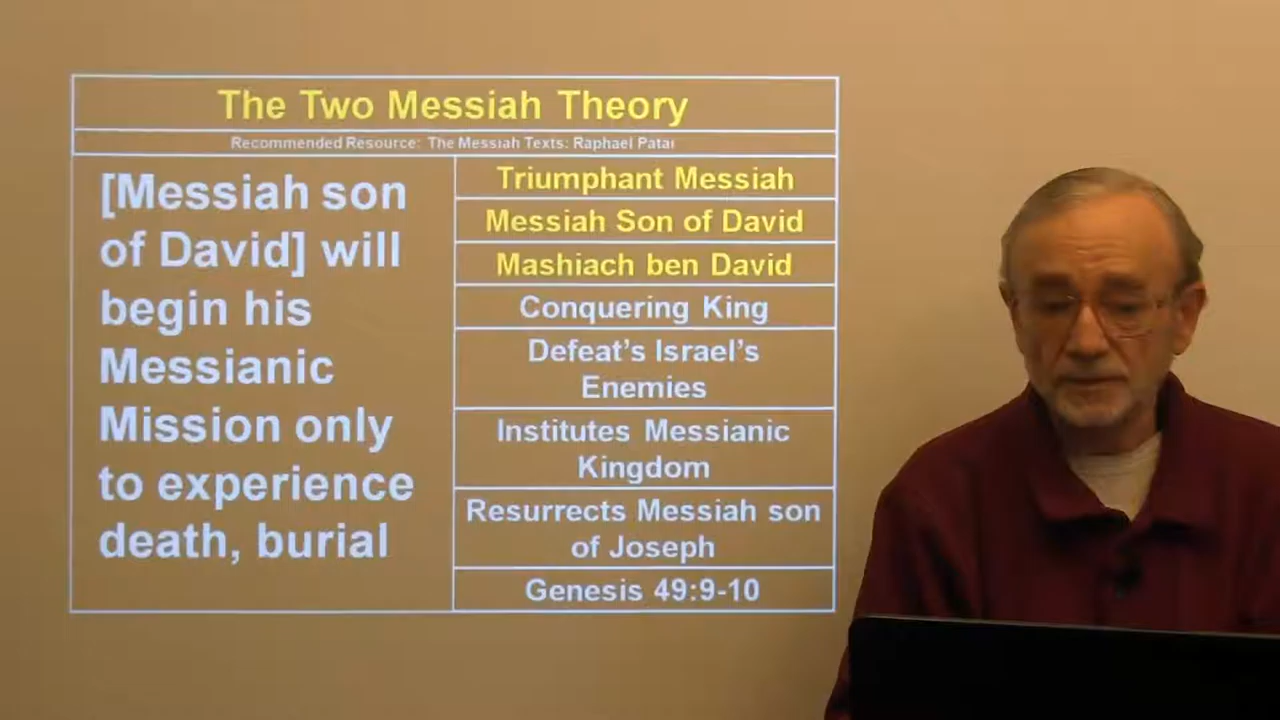 The Two Messiah Theory
Recommended Resource: The Messiah Texts: Raphael Patai
[Messiah son
of David] will
begin his
Messianic
Mission only
to experience
death, burial
Triumphant Messiah
Messiah Son of David
Mashiach ben David
Conquering King
Defeat's Israel's
Enemies
Institutes Messianic
Kingdom
Resurrects Messiah son
of Joseph
Genesis 49:9-10